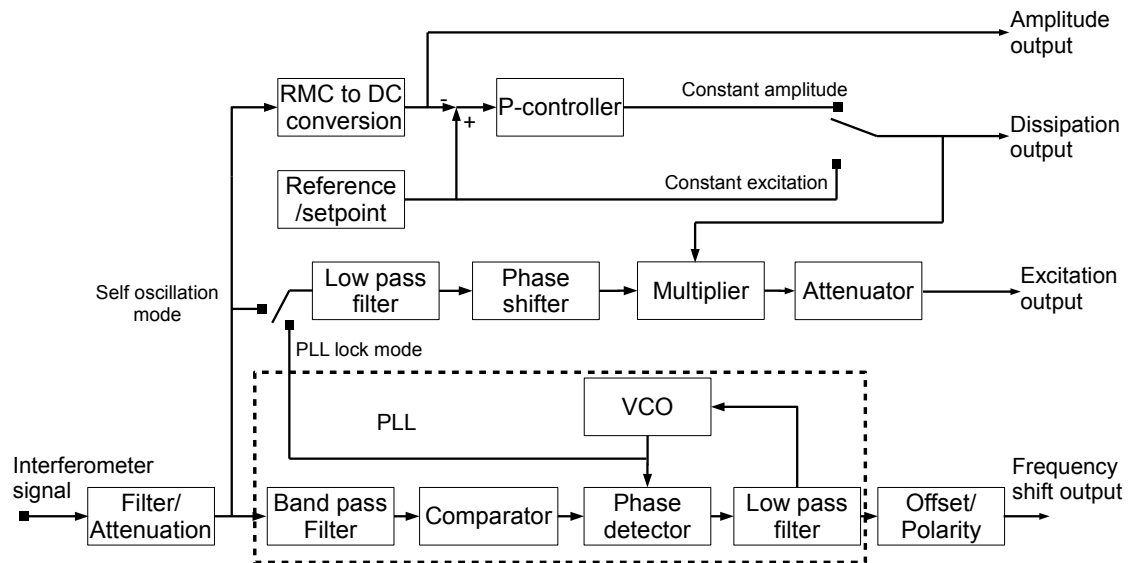 Amplitude
output
RMC to DC
conversion
-
+
P-controller
Constant amplitude
Dissipation
output
Reference
/setpoint
Constant excitation
Self oscillation
mode
Low pass
filter
Phase
shifter
Multiplier
Attenuator
Excitation
output
PLL lock mode
PLL
VCO
Interferometer
signal
Filter/
Attenuation
Band pass
Filter
Comparator
Phase
detector
Low pass
filter
Offset/
Polarity
Frequency
shift output